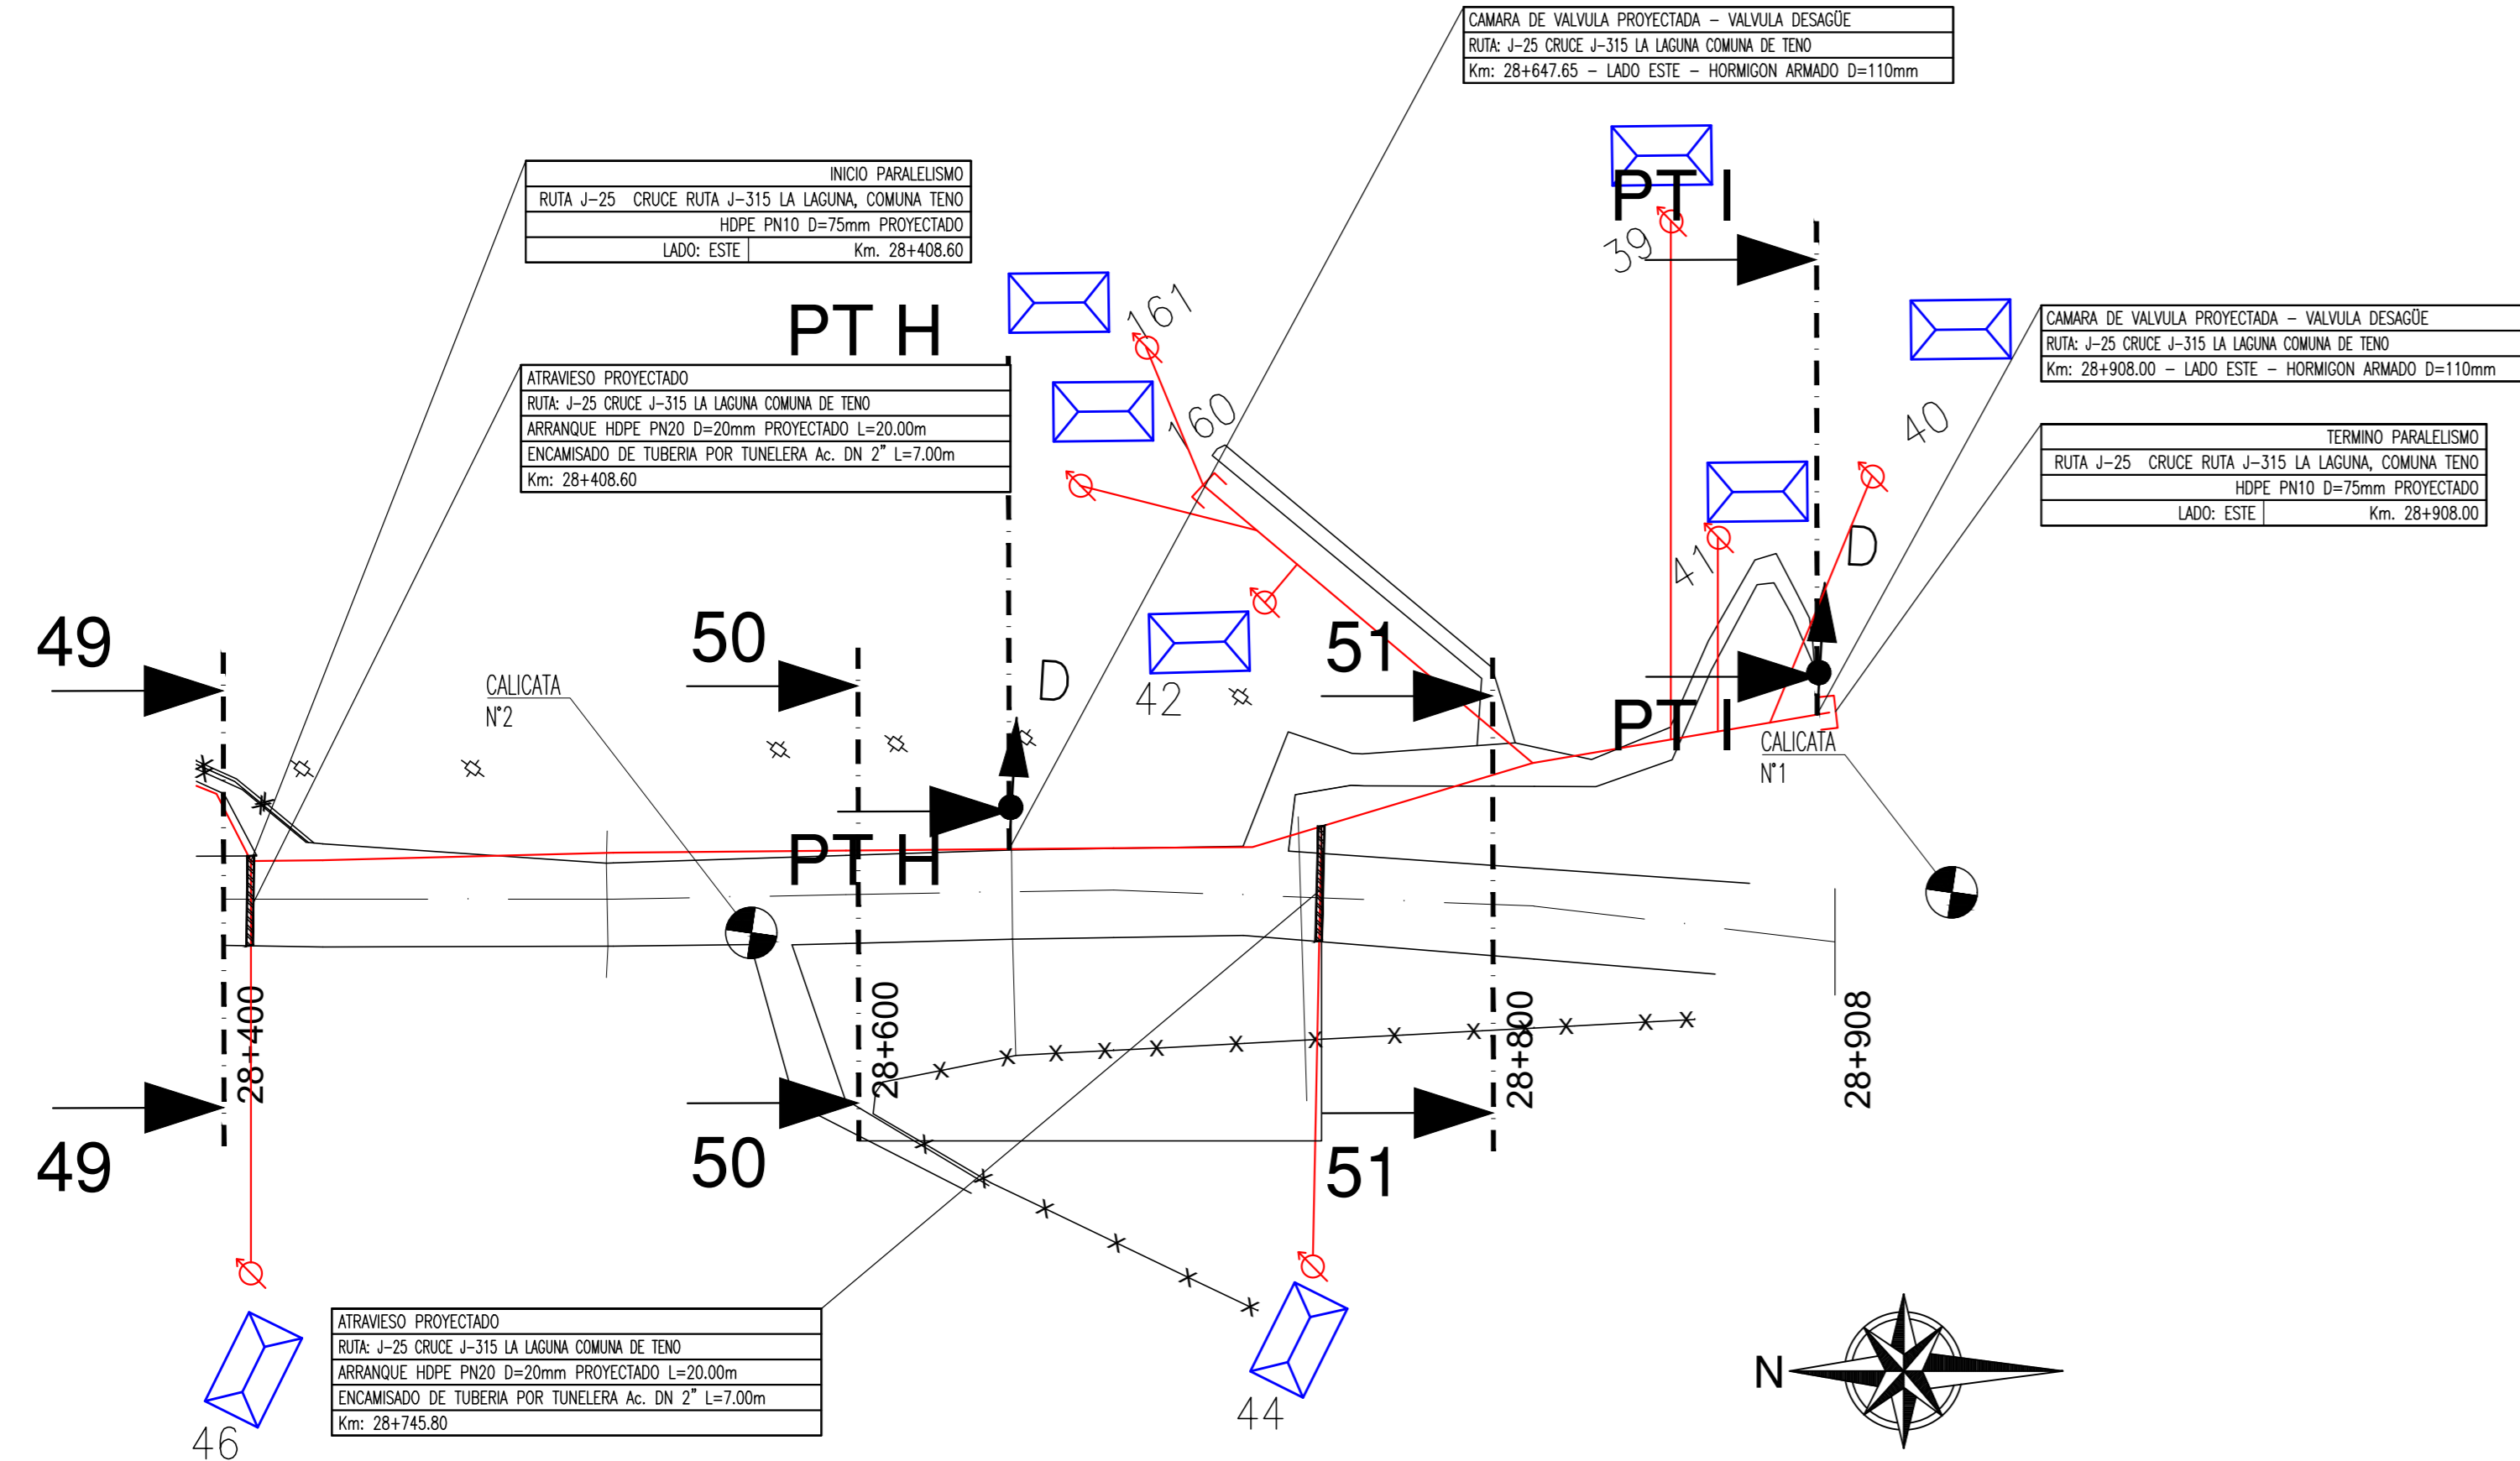 CAMARA DE VALVULA PROYECTADA – VALVULA DESAGÜE
RUTA: J–25 CRUCE J–315 LA LAGUNA COMUNA DE TENO
Km: 28+647.65 – LADO ESTE – HORMIGON ARMADO D=110mm
INICIO PARALELISMO
RUTA J–25 CRUCE RUTA J–315 LA LAGUNA, COMUNA TENO
HDPE PN10 D=75mm PROYECTADO
LADO: ESTE Km. 28+408.60
PT I
39
161
PT H
CAMARA DE VALVULA PROYECTADA – VALVULA DESAGÜE
RUTA: J–25 CRUCE J–315 LA LAGUNA COMUNA DE TENO
Km: 28+908.00 – LADO ESTE – HORMIGON ARMADO D=110mm
ATRAVIESO PROYECTADO
RUTA: J–25 CRUCE J–315 LA LAGUNA COMUNA DE TENO
ARRANQUE HDPE PN20 D=20mm PROYECTADO L=20.00m
ENCAMISADO DE TUBERIA POR TUNELERA Ac. DN 2" L=7.00m
Km: 28+408.60
160
40
TERMINO PARALELISMO
RUTA J–25 CRUCE RUTA J–315 LA LAGUNA, COMUNA TENO
HDPE PN10 D=75mm PROYECTADO
LADO: ESTE Km. 28+908.00
41
D
49
50
51
D
42
CALICATA
N°2
PT I
CALICATA
N°1
PT H
28+400
28+600
28+800
28+908
49
50
51
ATRAVIESO PROYECTADO
RUTA: J–25 CRUCE J–315 LA LAGUNA COMUNA DE TENO
ARRANQUE HDPE PN20 D=20mm PROYECTADO L=20.00m
ENCAMISADO DE TUBERIA POR TUNELERA Ac. DN 2" L=7.00m
Km: 28+745.80
46
44
N